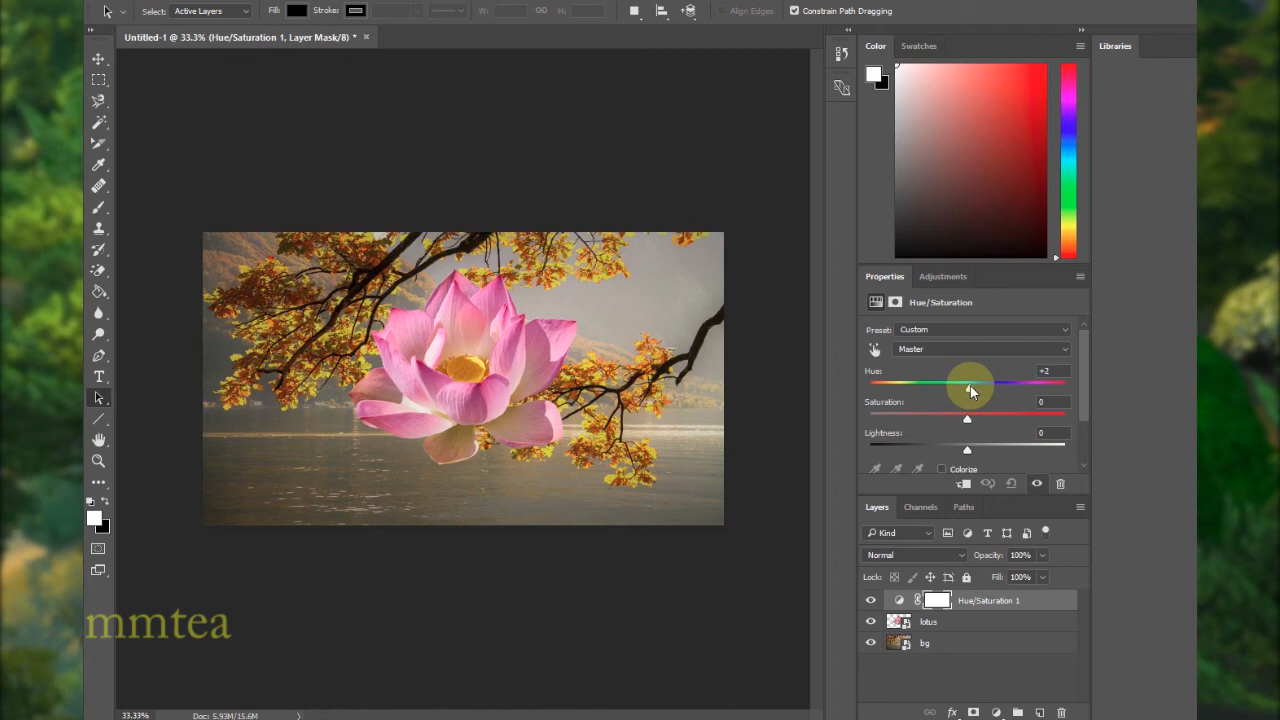 Select: Active Layers Fill: Stroke: W: H: Align Edges Constrain Path Dragging
Untitled-1 @ 33.3% (Hue/Saturation 1, Layer Mask/8) * ×
Color Swatches
Libraries
Properties Adjustments
Hue/Saturation
Preset: Custom
Master
Hue: +2
Saturation: 0
Lightness: 0
Colorize
Layers Channels Paths
Kind
Normal Opacity: 100%
Lock: Fill: 100%
Hue/Saturation 1
lotus
bg
mmtea
33.33% Doc: 5.93M/15.6M